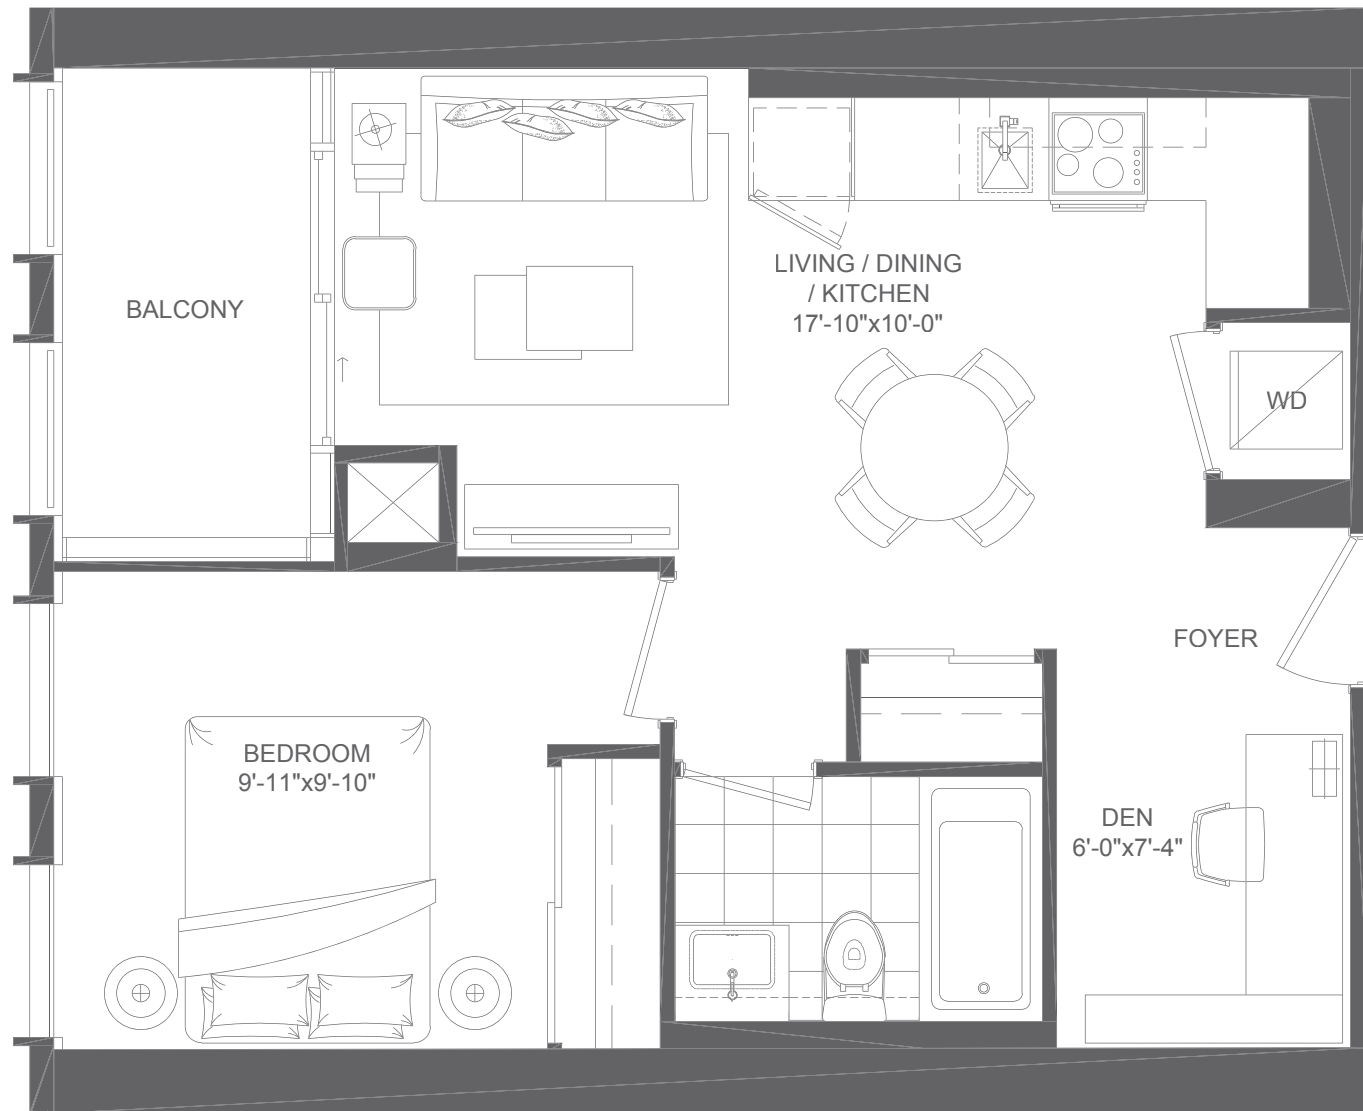 LIVING / DINING
/ KITCHEN
17'-10"x10'-0"
BALCONY
WD
FOYER
BEDROOM
9'-11"x9'-10"
DEN
6'-0"x7'-4"